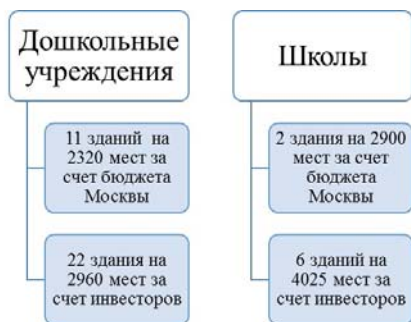 Дошкольные
учреждения
11 зданий на
2320 мест за
счет бюджета
Москвы
22 здания на
2960 мест за
счет инвесторов
Школы
2 здания на 2900
мест за счет
бюджета
Москвы
6 зданий на
4025 мест за
счет инвесторов